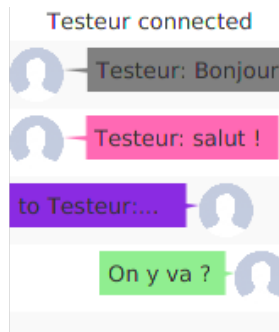 Testeur connected
Testeur: Bonjour
Testeur: salut !
to Testeur:...
On y va ?